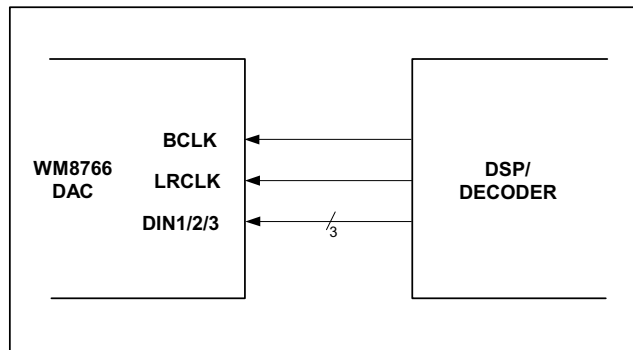 BCLK
WM8766
DAC
LRCLK
DIN1/2/3
3
DSP/
DECODER